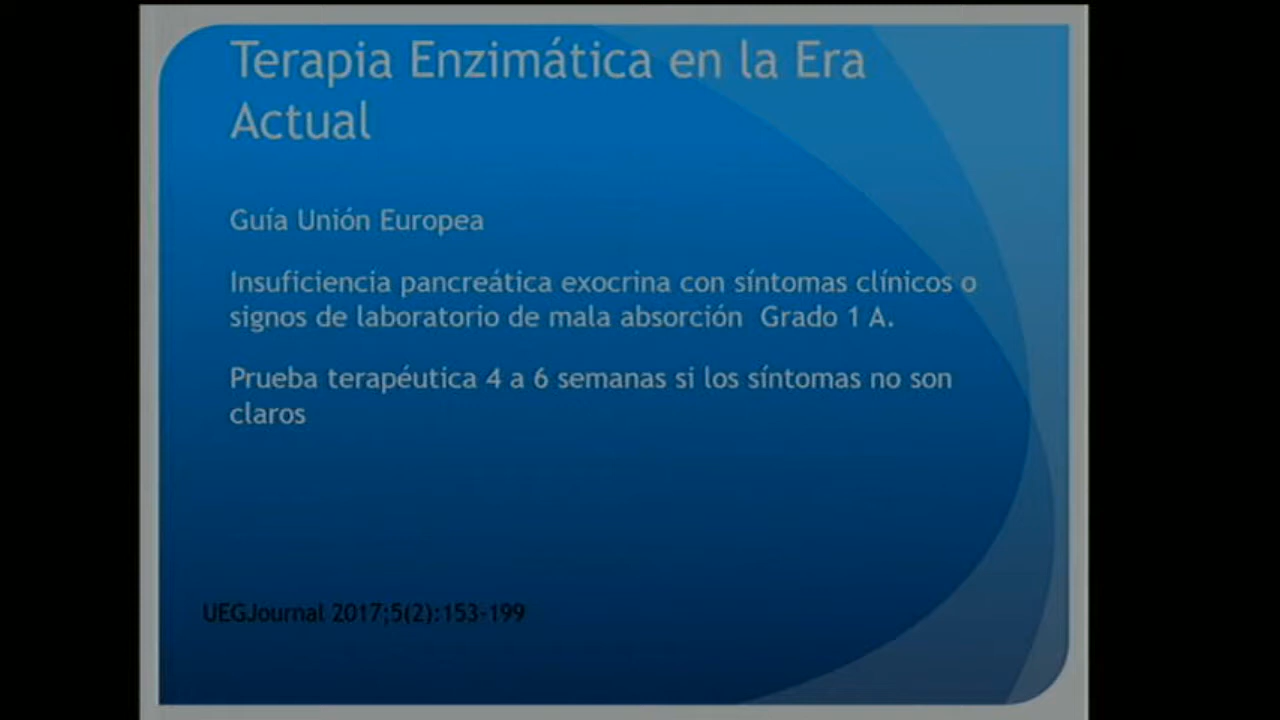 Terapia Enzimática en la Era
Actual
Guía Unión Europea
Insuficiencia pancreática exocrina con síntomas clínicos o
signos de laboratorio de mala absorción  Grado 1 A.
Prueba terapéutica 4 a 6 semanas si los síntomas no son
claros
UEGJournal 2017;5(2):153-199